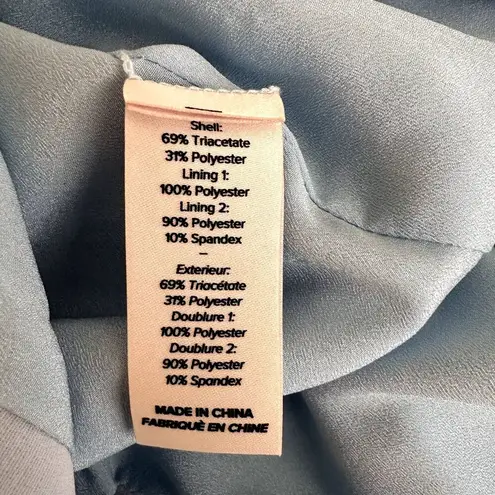 Shell:
69% Triacetate
31% Polyester
Lining 1:
100% Polyester
Lining 2:
90% Polyester
10% Spandex
–
Exterieur:
69% Triacétate
31% Polyester
Doublure 1:
100% Polyester
Doublure 2:
90% Polyester
10% Spandex
MADE IN CHINA
FABRIQUÈ EN CHINE